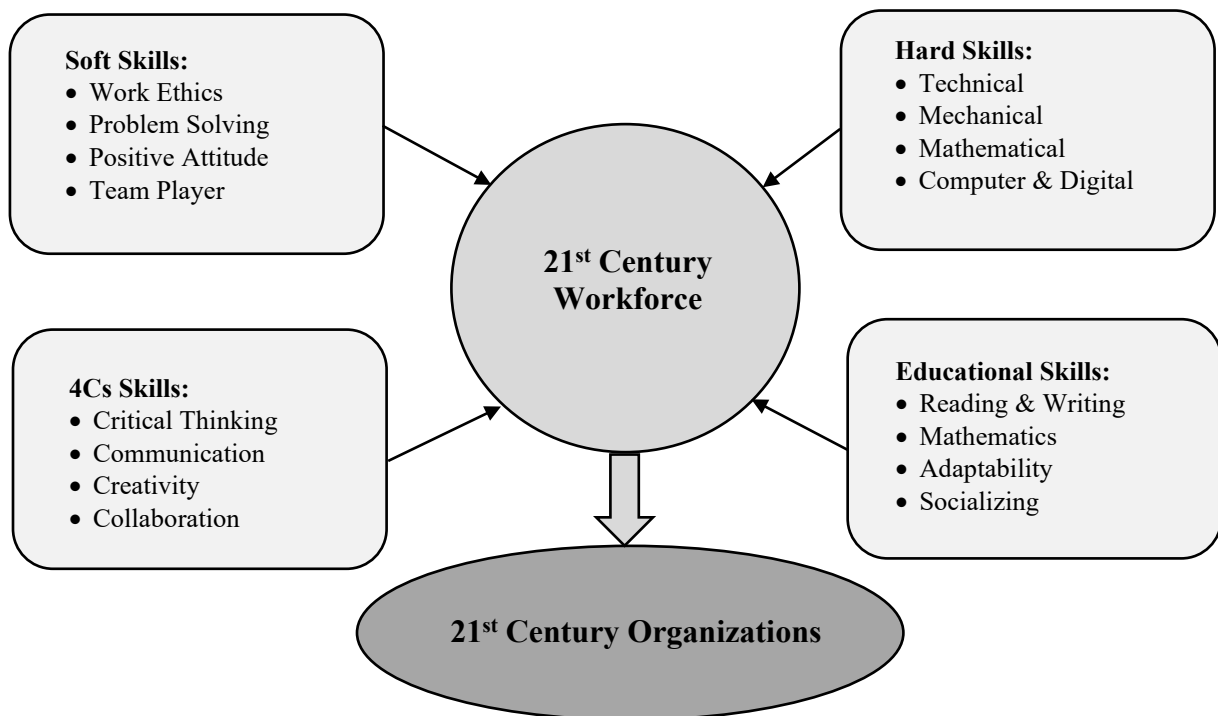 Soft Skills:
• Work Ethics
• Problem Solving
• Positive Attitude
• Team Player
Hard Skills:
• Technical
• Mechanical
• Mathematical
• Computer & Digital
21st Century
Workforce
4Cs Skills:
• Critical Thinking
• Communication
• Creativity
• Collaboration
Educational Skills:
• Reading & Writing
• Mathematics
• Adaptability
• Socializing
21st Century Organizations